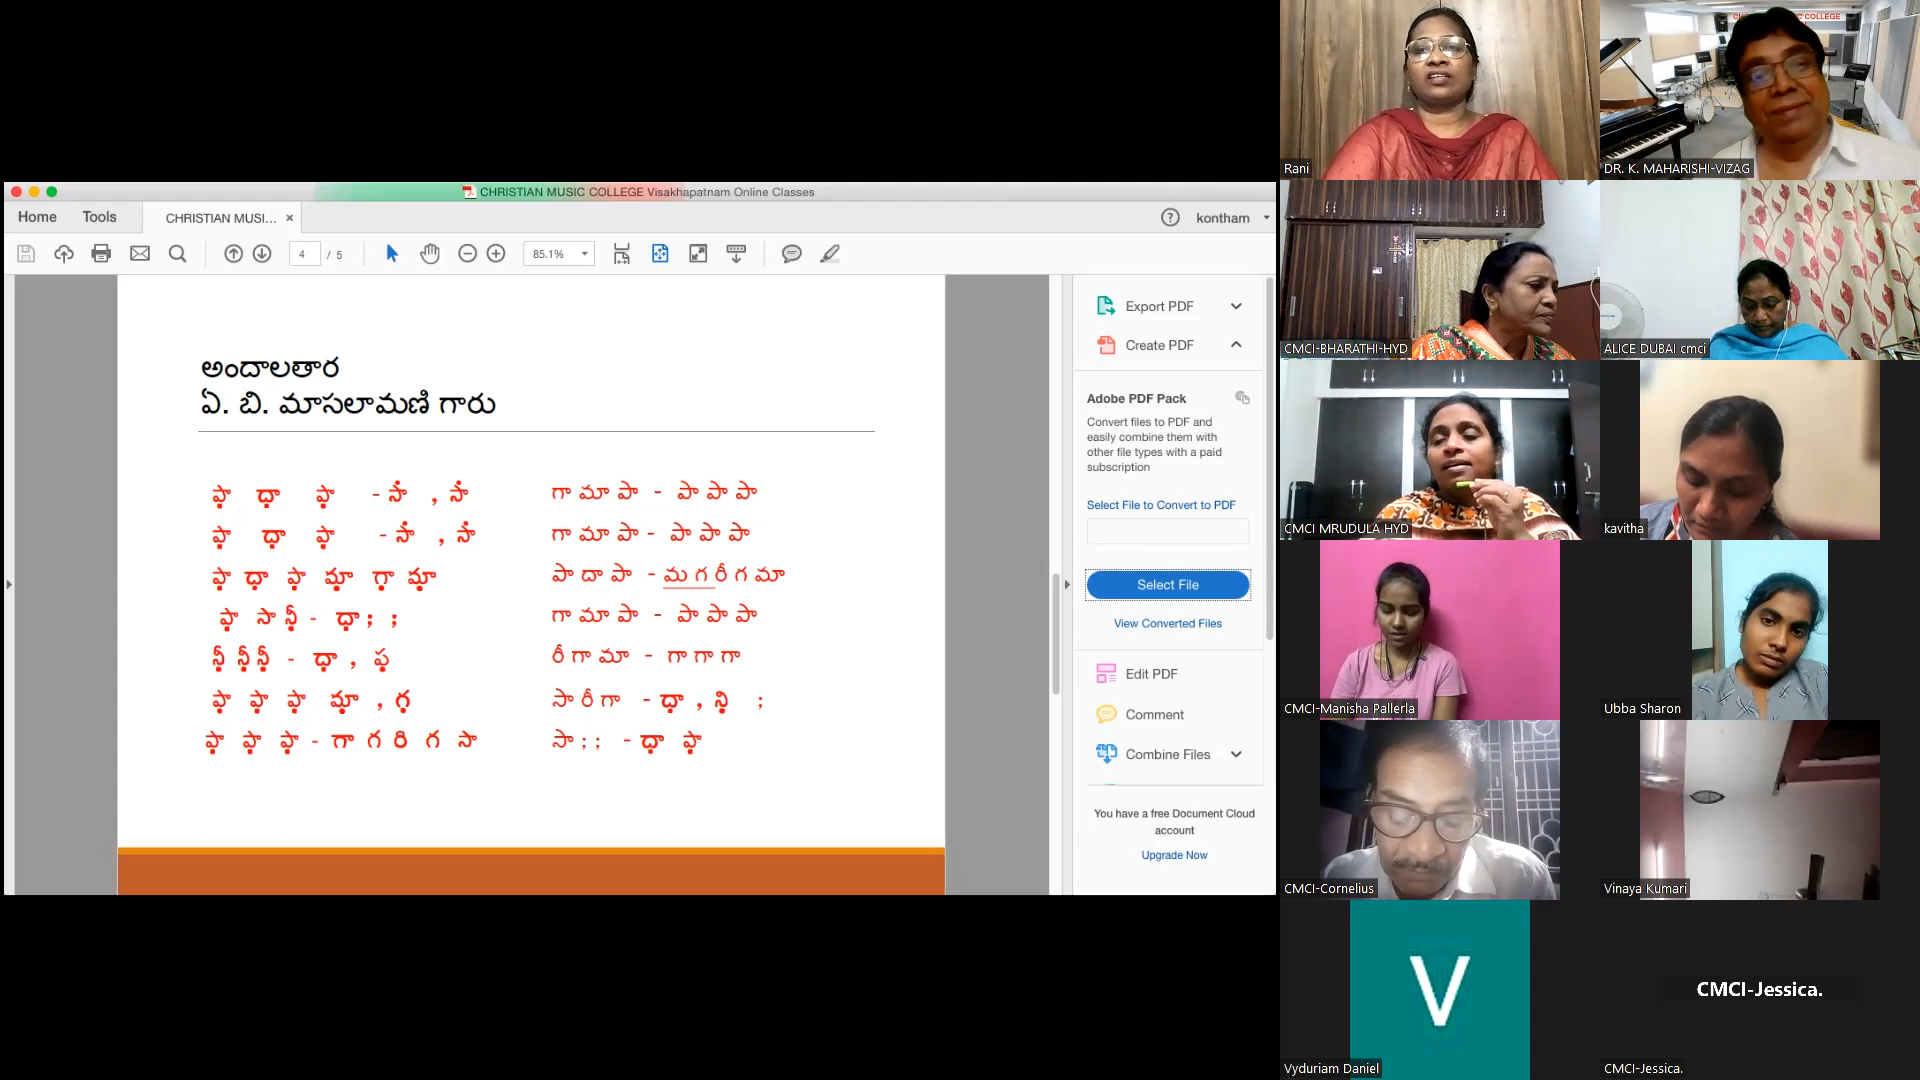 CHRISTIAN MUSIC COLLEGE Visakhapatnam Online Classes
Home Tools CHRISTIAN MUSI... × kontham
4 / 5 85.1%
అందాలతార
ఏ. బి. మాసలామణి గారు
ఫా ధా ఫా - సా , స
గా మా పా - పా పా పా
ఫా ధా ఫా - సా , స
గా మా పా - పా పా పా
ఫా ధా ఫా మా గా మా
పా దా పా - మ గ రీ గ మా
ఫా సా నీ - ధా ; ;
గా మా పా - పా పా పా
నీ నీ నీ - ధా , ఫ
రీ గా మా - గా గా గా
ఫా ఫా ఫా మా , గ
సా రీ గా - ధా , ని ;
ఫా ఫా ఫా - గా గ రి గ సా
సా ; ; - ధా ఫా
Export PDF
Create PDF
Adobe PDF Pack
Convert files to PDF and
easily combine them with
other file types with a paid
subscription
Select File to Convert to PDF
Select File
View Converted Files
Edit PDF
Comment
Combine Files
You have a free Document Cloud
account
Upgrade Now
Rani
DR. K. MAHARISHI-VIZAG
CMCI-BHARATHI-HYD
ALICE DUBAI cmci
CMCI MRUDULA HYD
kavitha
CMCI-Manisha Pallerla
Ubba Sharon
CMCI-Cornelius
Vinaya Kumari
V
Vyduriam Daniel
CMCI-Jessica.
CMCI-Jessica.